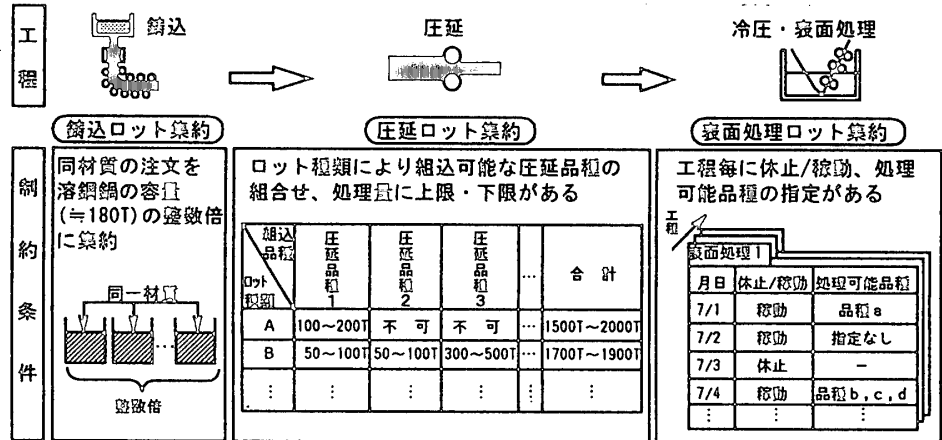 工程
鋳込
圧延
冷圧・表面処理
制約条件
鋳込ロット集約
同材質の注文を
溶鋼鍋の容量
(≒180T)の整数倍
に集約
同一材質
…
整数倍
圧延ロット集約
ロット種類により組込可能な圧延品種の
組合せ、処理量に上限・下限がある
組込品種 ロット種類 圧延品種1 圧延品種2 圧延品種3 … 合 計
A 100~200T 不 可 不 可 … 1500T~2000T
B 50~100T 50~100T 300~500T … 1700T~1900T
⋮ ⋮ ⋮ ⋮ ⋮
表面処理ロット集約
工程毎に休止/稼動、処理
可能品種の指定がある
工程
表面処理1
月日 休止/稼動 処理可能品種
7/1 稼動 品種a
7/2 稼動 指定なし
7/3 休止 -
7/4 稼動 品種b,c,d
⋮ ⋮ ⋮